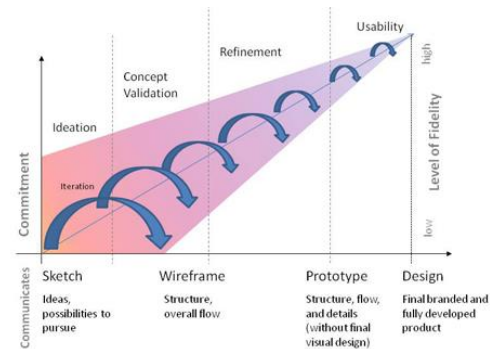 Usability
Refinement
Concept
Validation
Ideation
Iteration
Commitment
high
Level of Fidelity
low
Communicates
Sketch
Wireframe
Prototype
Design
Ideas,
possibilities to
pursue
Structure,
overall flow
Structure, flow,
and details
(without final
visual design)
Final branded and
fully developed
product